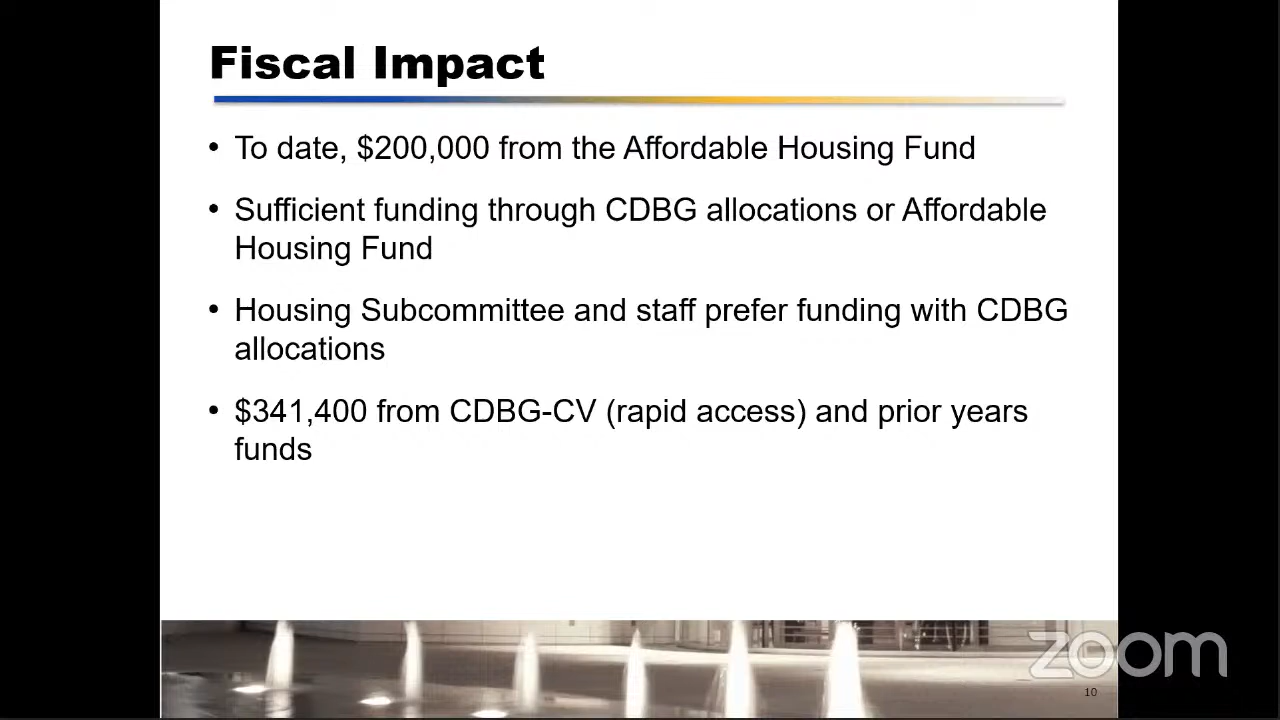 Fiscal Impact
• To date, $200,000 from the Affordable Housing Fund
• Sufficient funding through CDBG allocations or Affordable
Housing Fund
• Housing Subcommittee and staff prefer funding with CDBG
allocations
• $341,400 from CDBG-CV (rapid access) and prior years
funds
zoom
10